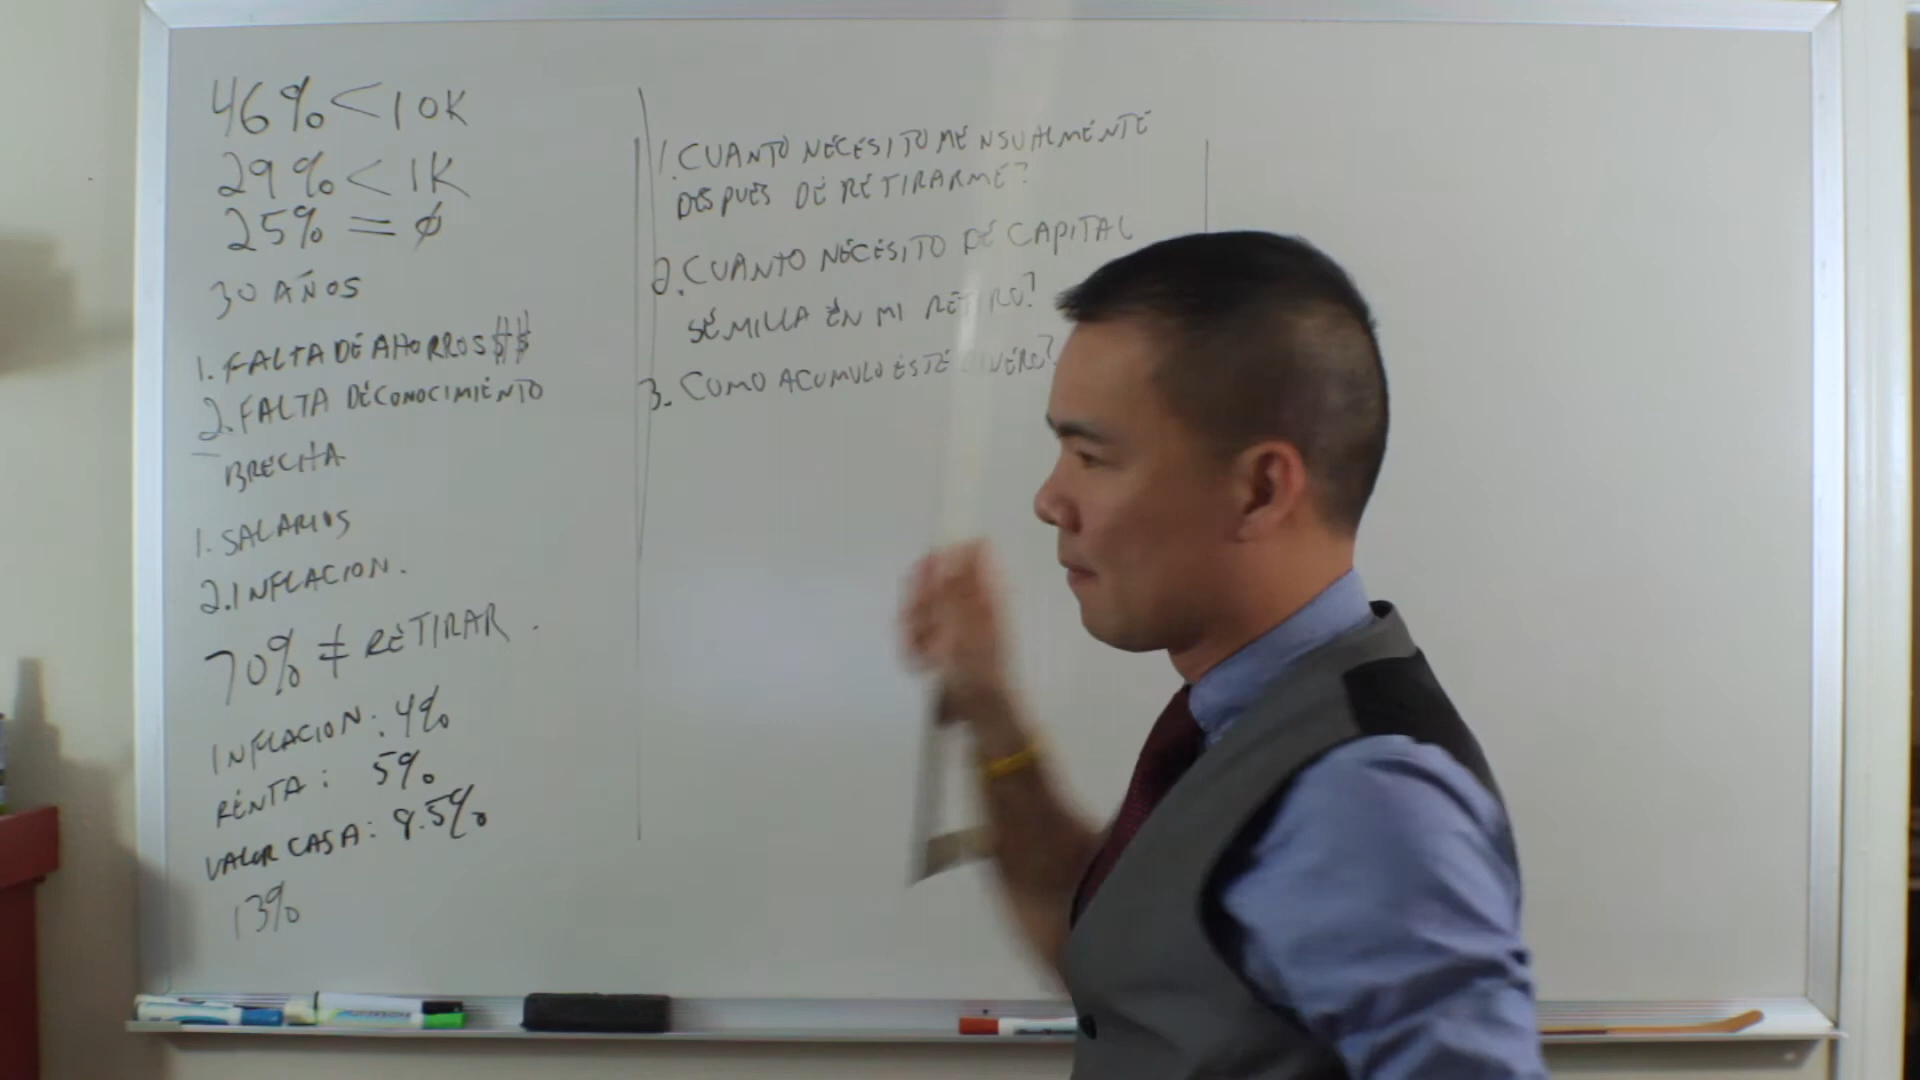 46% < 10K
29% < 1K
25% = Ø
30 AÑOS
1. FALTA DE AHORROS $$
2. FALTA DE CONOCIMIENTO
BRECHA
1. SALARIOS
2. INFLACION.
70% ≠ RETIRAR.
INFLACION: 4%
RENTA: 5%
VALOR CASA: 8.5%
13%
1. CUANTO NECESITO MENSUALMENTE
DESPUES DE RETIRARME?
2. CUANTO NECESITO DE CAPITAL
SEMILLA EN MI RETIRO?
3. COMO ACUMULO ESTE DINERO?